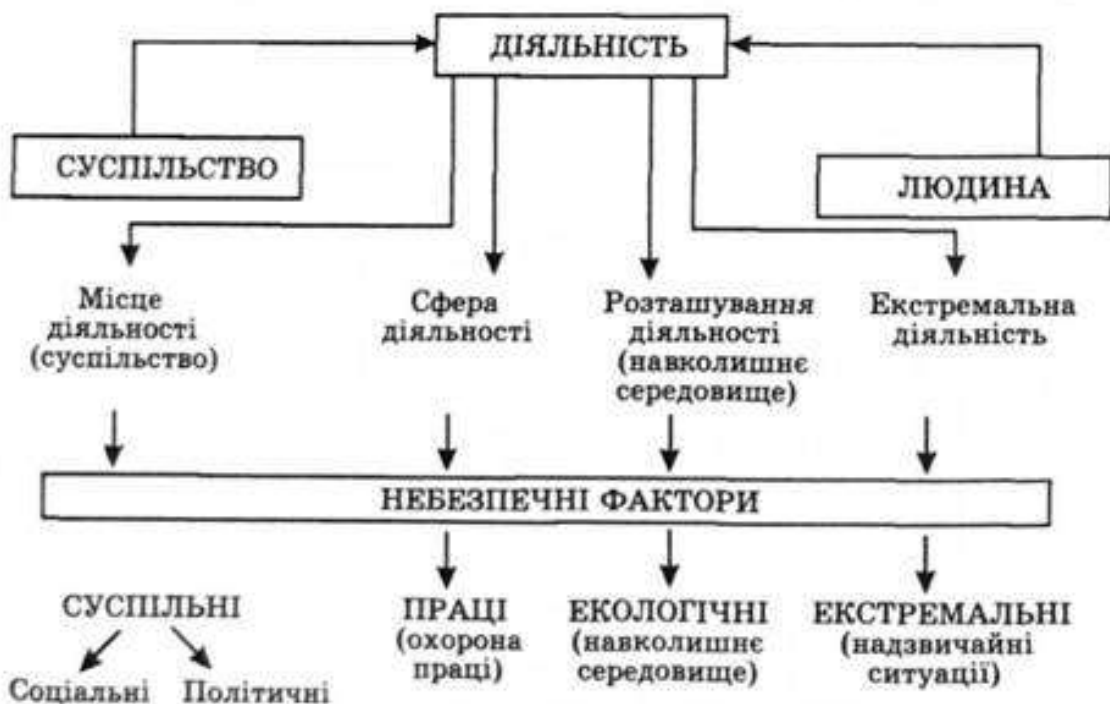 ДІЯЛЬНІСТЬ
СУСПІЛЬСТВО
ЛЮДИНА
Місце
діяльності
(суспільство)
Сфера
діяльності
Розташування
діяльності
(навколишнє
середовище)
Екстремальна
діяльність
НЕБЕЗПЕЧНІ ФАКТОРИ
СУСПІЛЬНІ
Соціальні
Політичні
ПРАЦІ
(охорона
праці)
ЕКОЛОГІЧНІ
(навколишнє
середовище)
ЕКСТРЕМАЛЬНІ
(надзвичайні
ситуації)